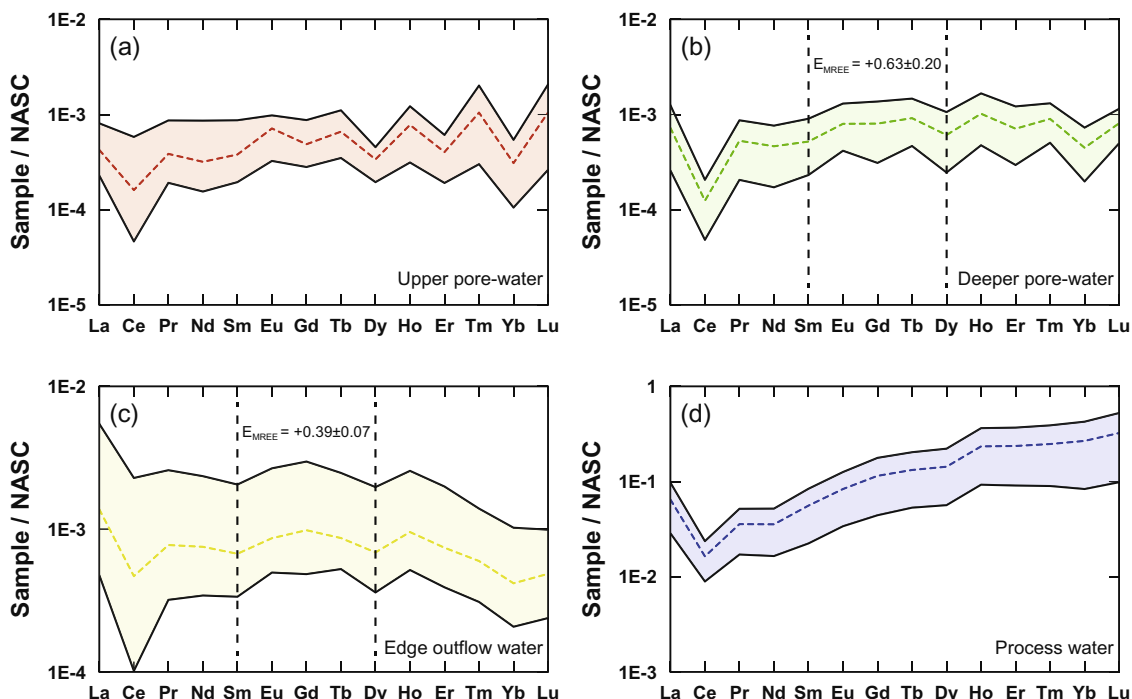 (a)
1E-2
1E-3
1E-4
1E-5
Sample / NASC
Upper pore-water
La Ce Pr Nd Sm Eu Gd Tb Dy Ho Er Tm Yb Lu
(b)
1E-2
1E-3
1E-4
1E-5
Sample / NASC
E_MREE = +0.63±0.20
Deeper pore-water
La Ce Pr Nd Sm Eu Gd Tb Dy Ho Er Tm Yb Lu
(c)
1E-2
1E-3
1E-4
Sample / NASC
E_MREE = +0.39±0.07
Edge outflow water
La Ce Pr Nd Sm Eu Gd Tb Dy Ho Er Tm Yb Lu
(d)
1
1E-1
1E-2
1E-3
Sample / NASC
Process water
La Ce Pr Nd Sm Eu Gd Tb Dy Ho Er Tm Yb Lu